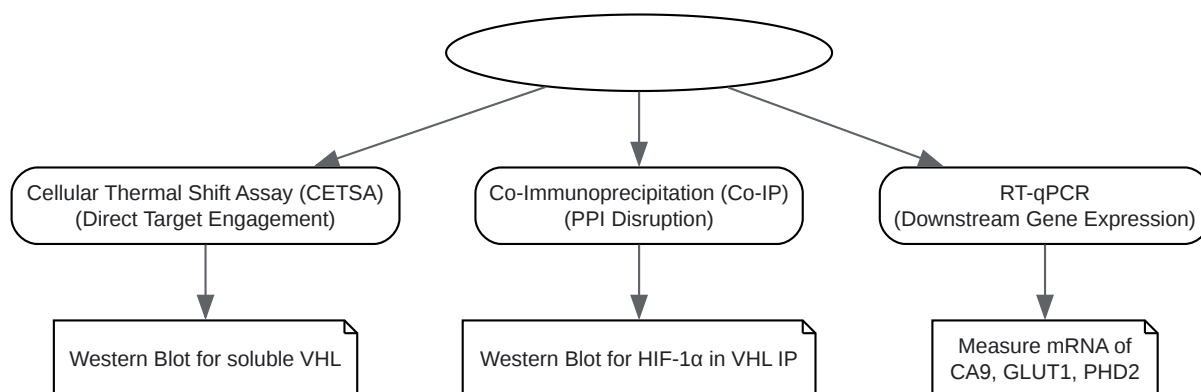 Cellular Thermal Shift Assay (CETSA)
(Direct Target Engagement)
Co-Immunoprecipitation (Co-IP)
(PPI Disruption)
RT-qPCR
(Downstream Gene Expression)
Western Blot for soluble VHL
Western Blot for HIF-1α in VHL IP
Measure mRNA of
CA9, GLUT1, PHD2